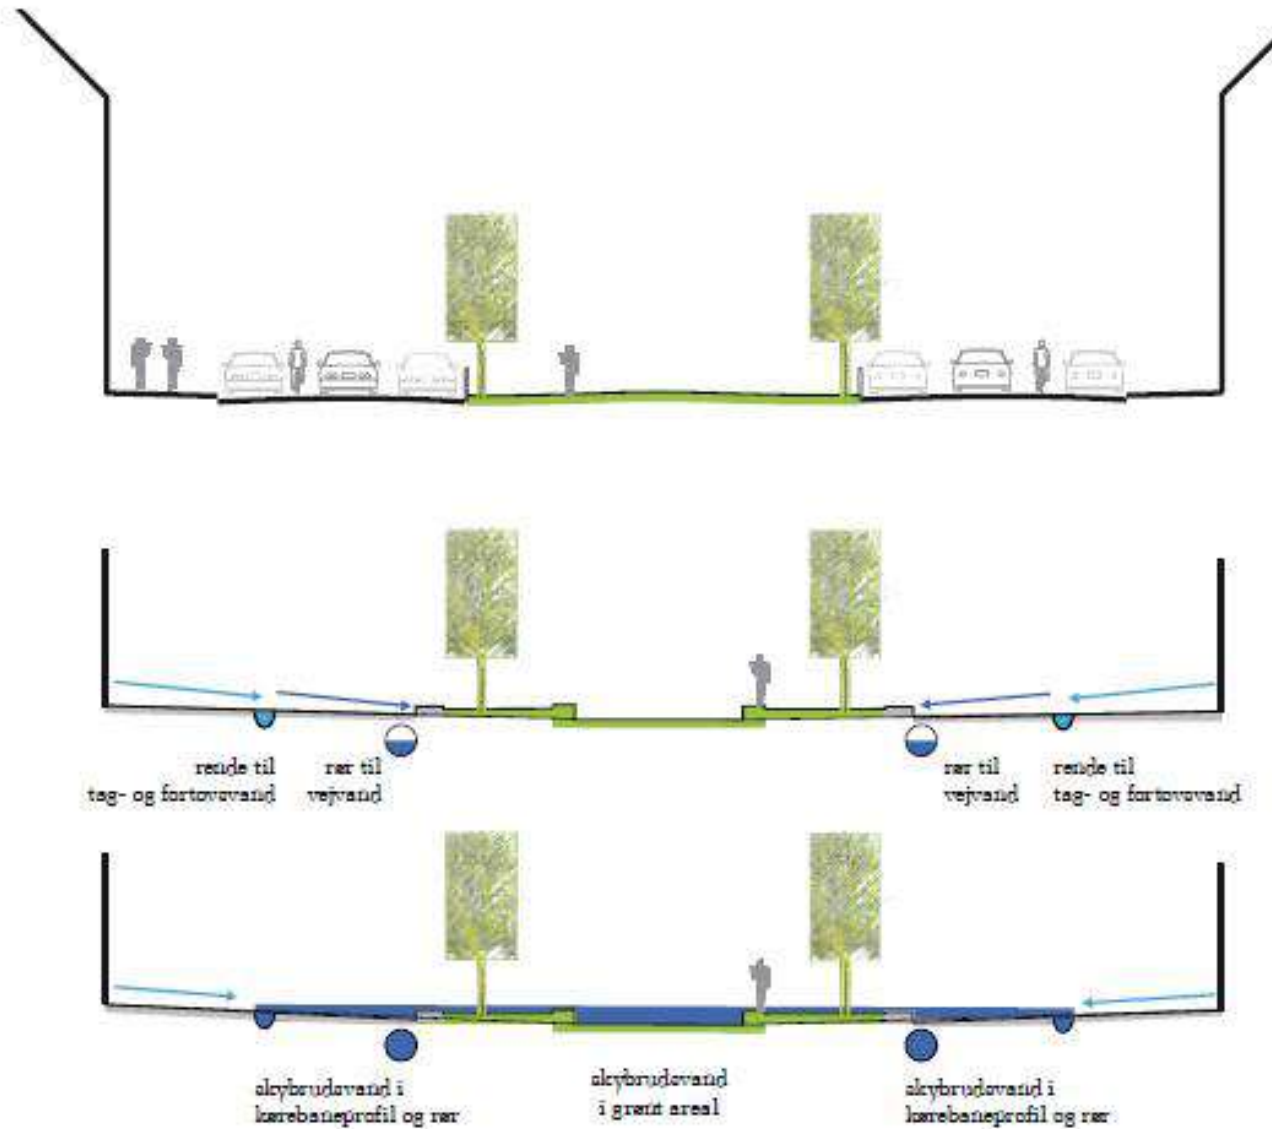 rende til
tag- og fortovsvand
rør til
vejvand
rør til
vejvand
rende til
tag- og fortovsvand
skybrudsvand i
kørebaneprofil og rør
skybrudsvand
i grønt areal
skybrudsvand i
kørebaneprofil og rør